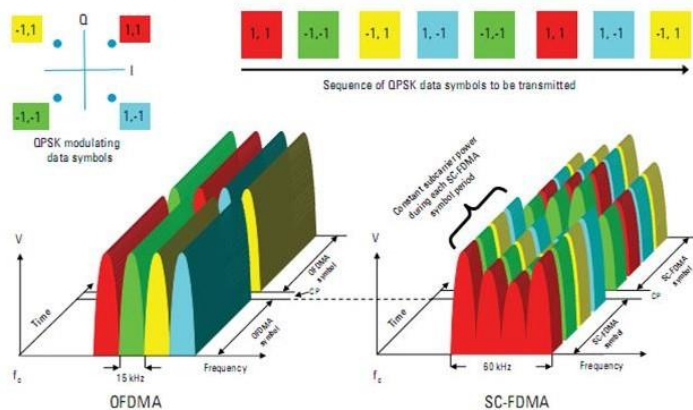 -1,1
Q
1,1
I
-1,-1
1,-1
QPSK modulating
data symbols
1, 1 -1,-1 -1, 1 1,-1 -1,-1 1, 1 1,-1 -1, 1
Sequence of QPSK data symbols to be transmitted
V
Time
f_c
15 kHz
Frequency
OFDMA
symbol
CP
OFDMA
symbol
OFDMA
Constant subcarrier power
during each SC-FDMA
symbol period
V
Time
f_c
60 kHz
Frequency
SC-FDMA
symbol
CP
SC-FDMA
symbol
SC-FDMA